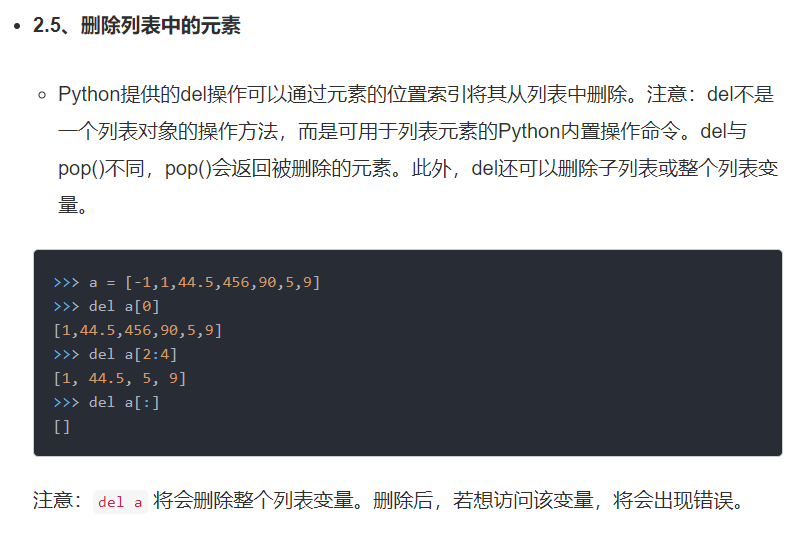 2.5、删除列表中的元素
Python提供的del操作可以通过元素的位置索引将其从列表中删除。注意：del不是
一个列表对象的操作方法，而是可用于列表元素的Python内置操作命令。del与
pop()不同，pop()会返回被删除的元素。此外，del还可以删除子列表或整个列表变
量。
>>> a = [-1,1,44.5,456,90,5,9]
>>> del a[0]
[1,44.5,456,90,5,9]
>>> del a[2:4]
[1, 44.5, 5, 9]
>>> del a[:]
[]
注意：del a 将会删除整个列表变量。删除后，若想访问该变量，将会出现错误。